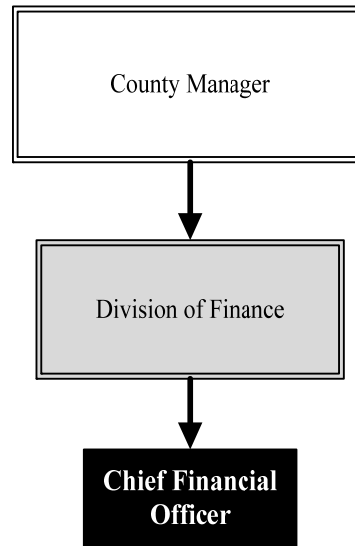 County Manager
Division of Finance
Chief Financial
Officer